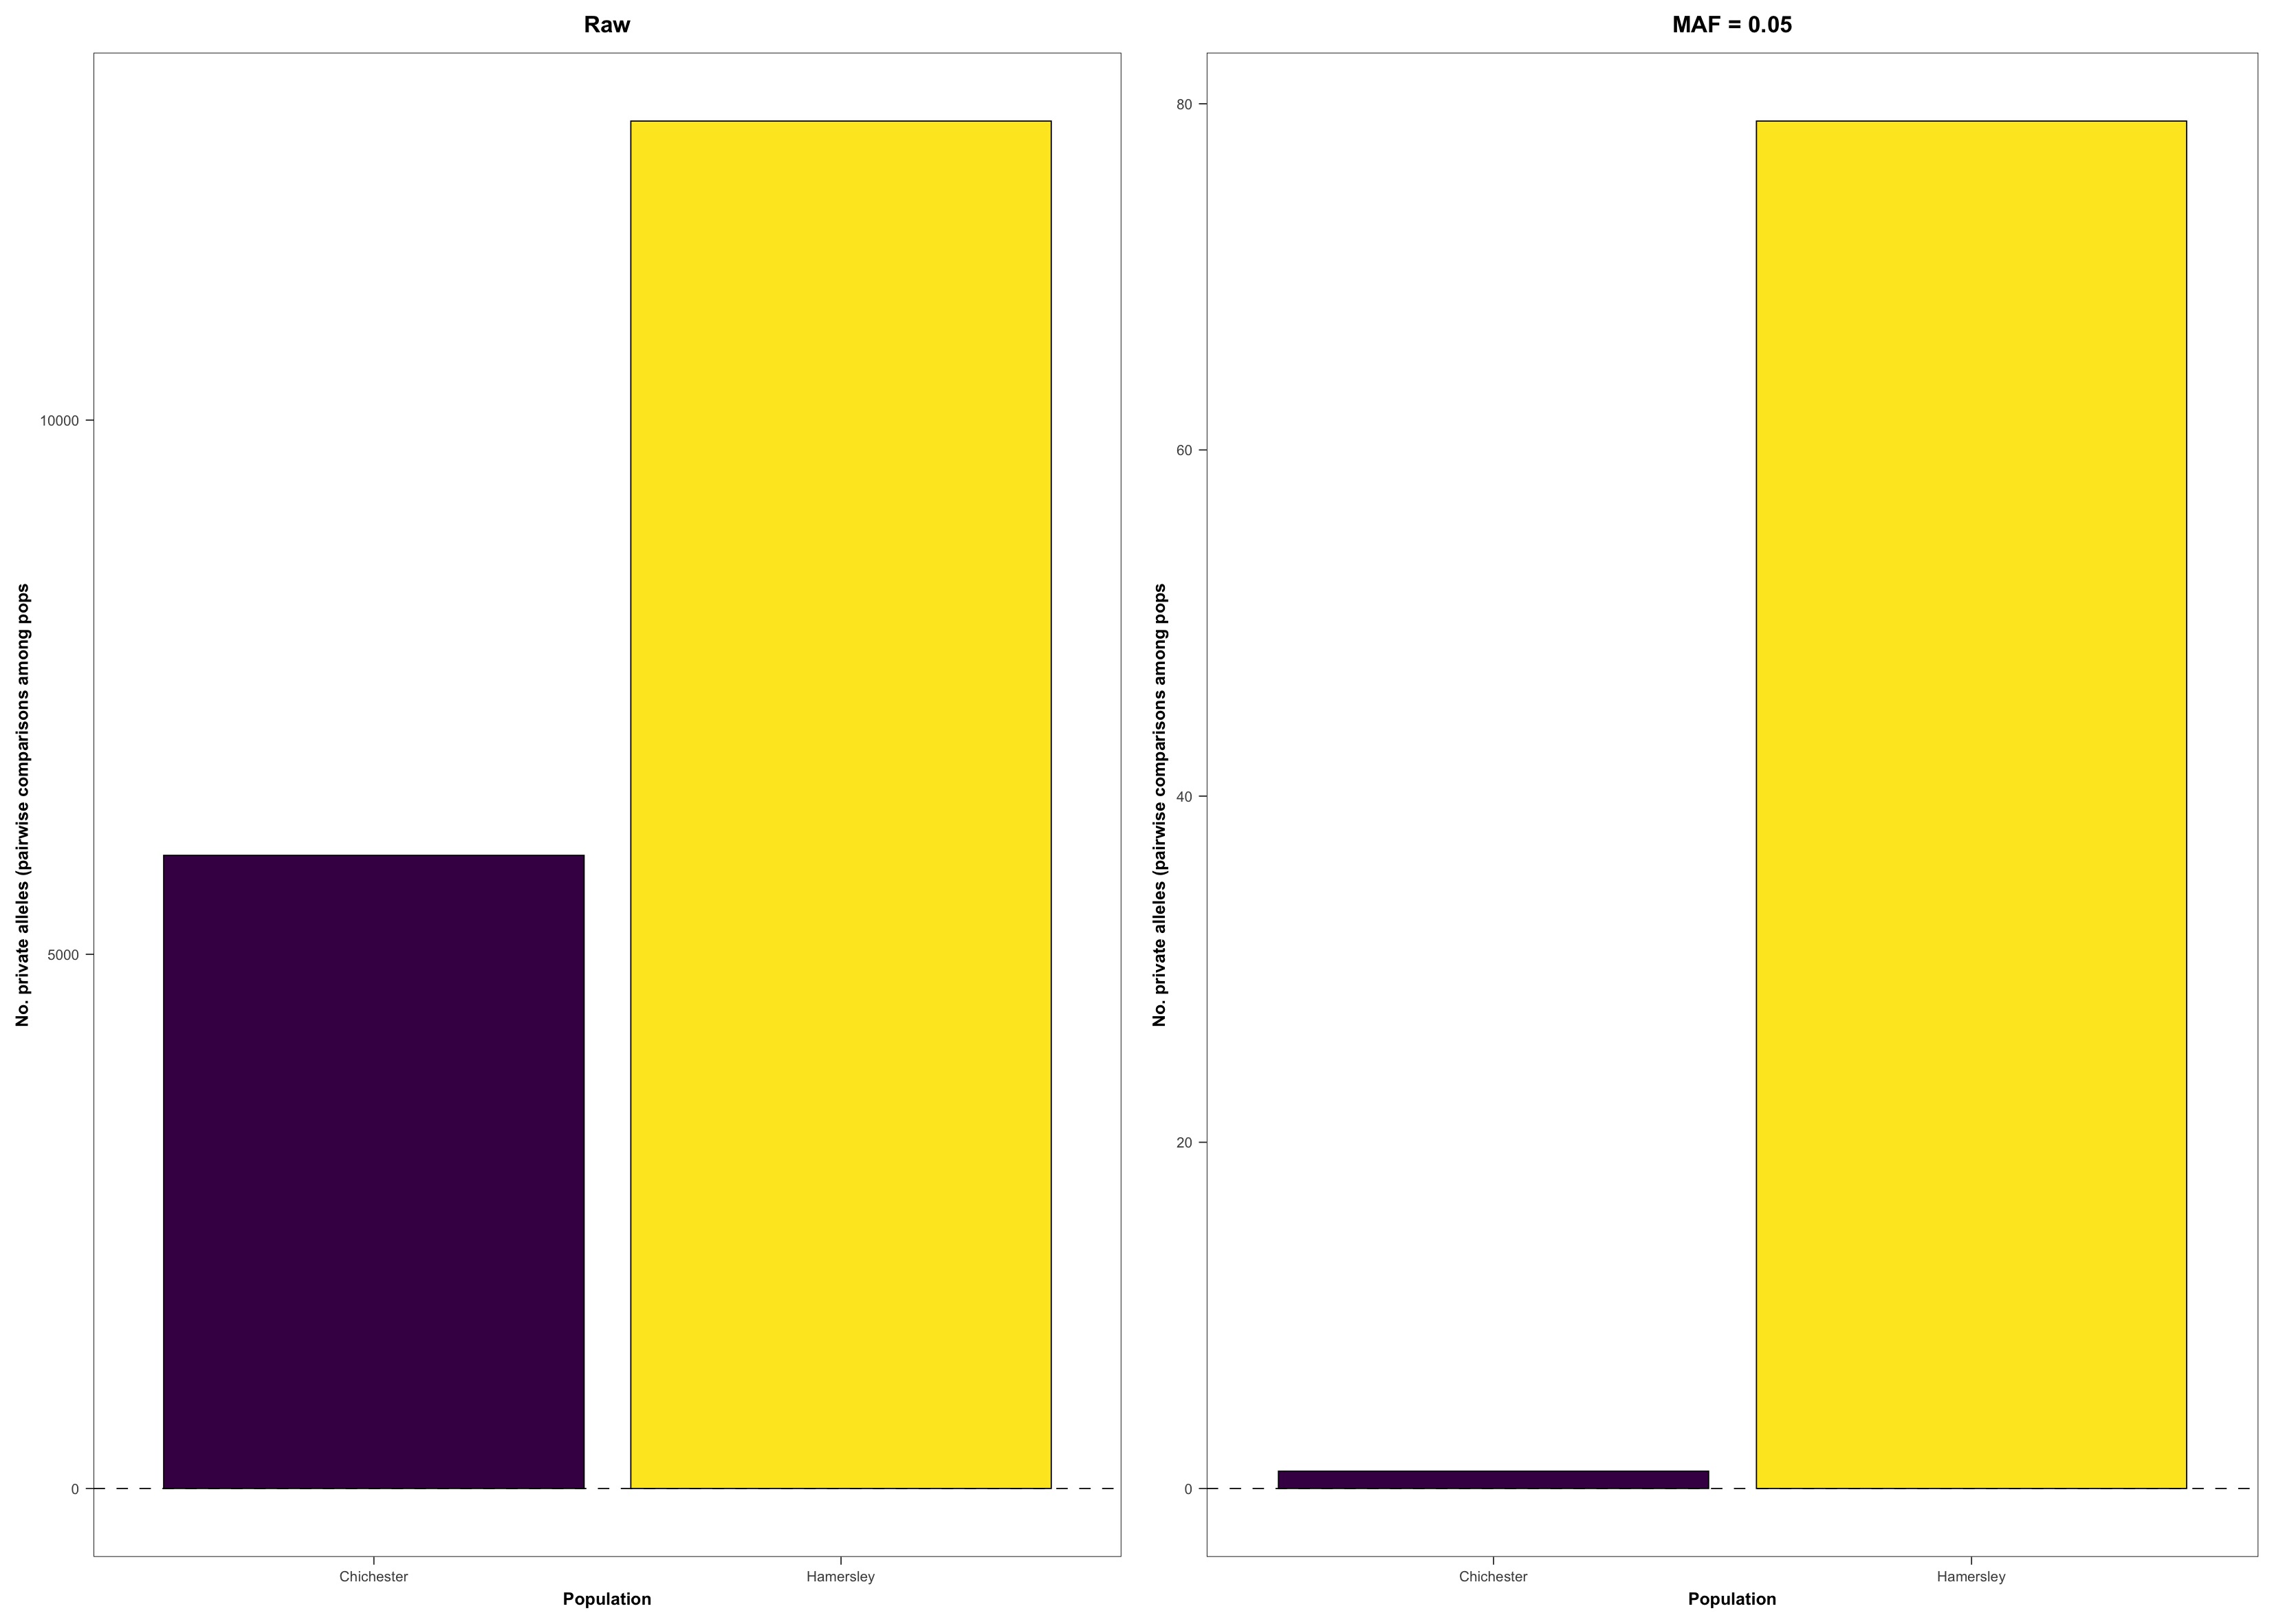 Raw
No. private alleles (pairwise comparisons among pops
10000
5000
0
Chichester
Hamersley
Population
MAF = 0.05
No. private alleles (pairwise comparisons among pops
80
60
40
20
0
Chichester
Hamersley
Population